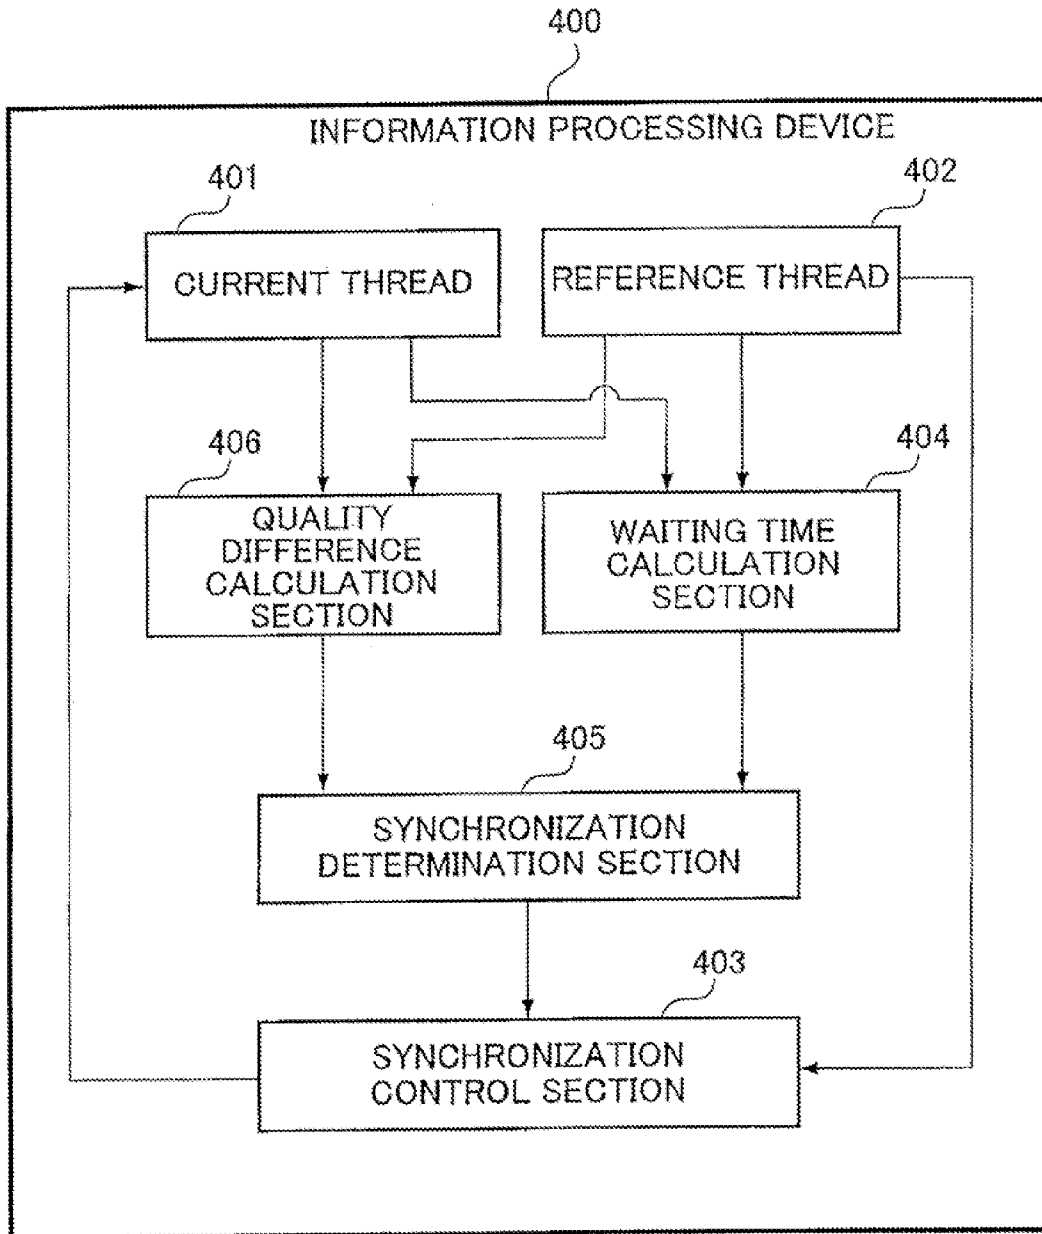 400
INFORMATION PROCESSING DEVICE
401
402
CURRENT THREAD
REFERENCE THREAD
406
404
QUALITY
DIFFERENCE
CALCULATION
SECTION
WAITING TIME
CALCULATION
SECTION
405
SYNCHRONIZATION
DETERMINATION SECTION
403
SYNCHRONIZATION
CONTROL SECTION